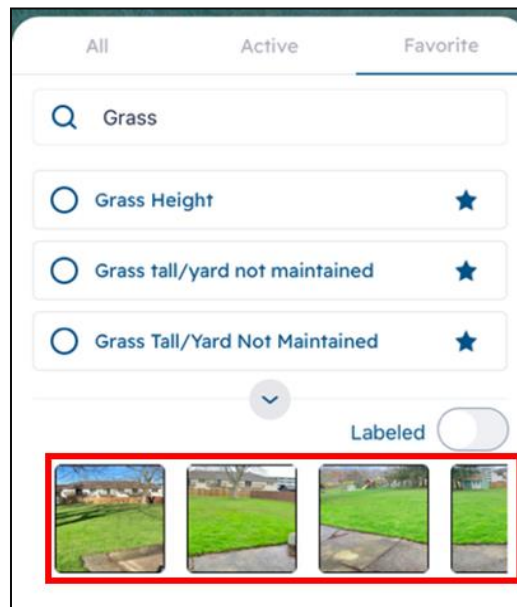 All Active Favorite
Grass
Grass Height
Grass tall/yard not maintained
Grass Tall/Yard Not Maintained
Labeled